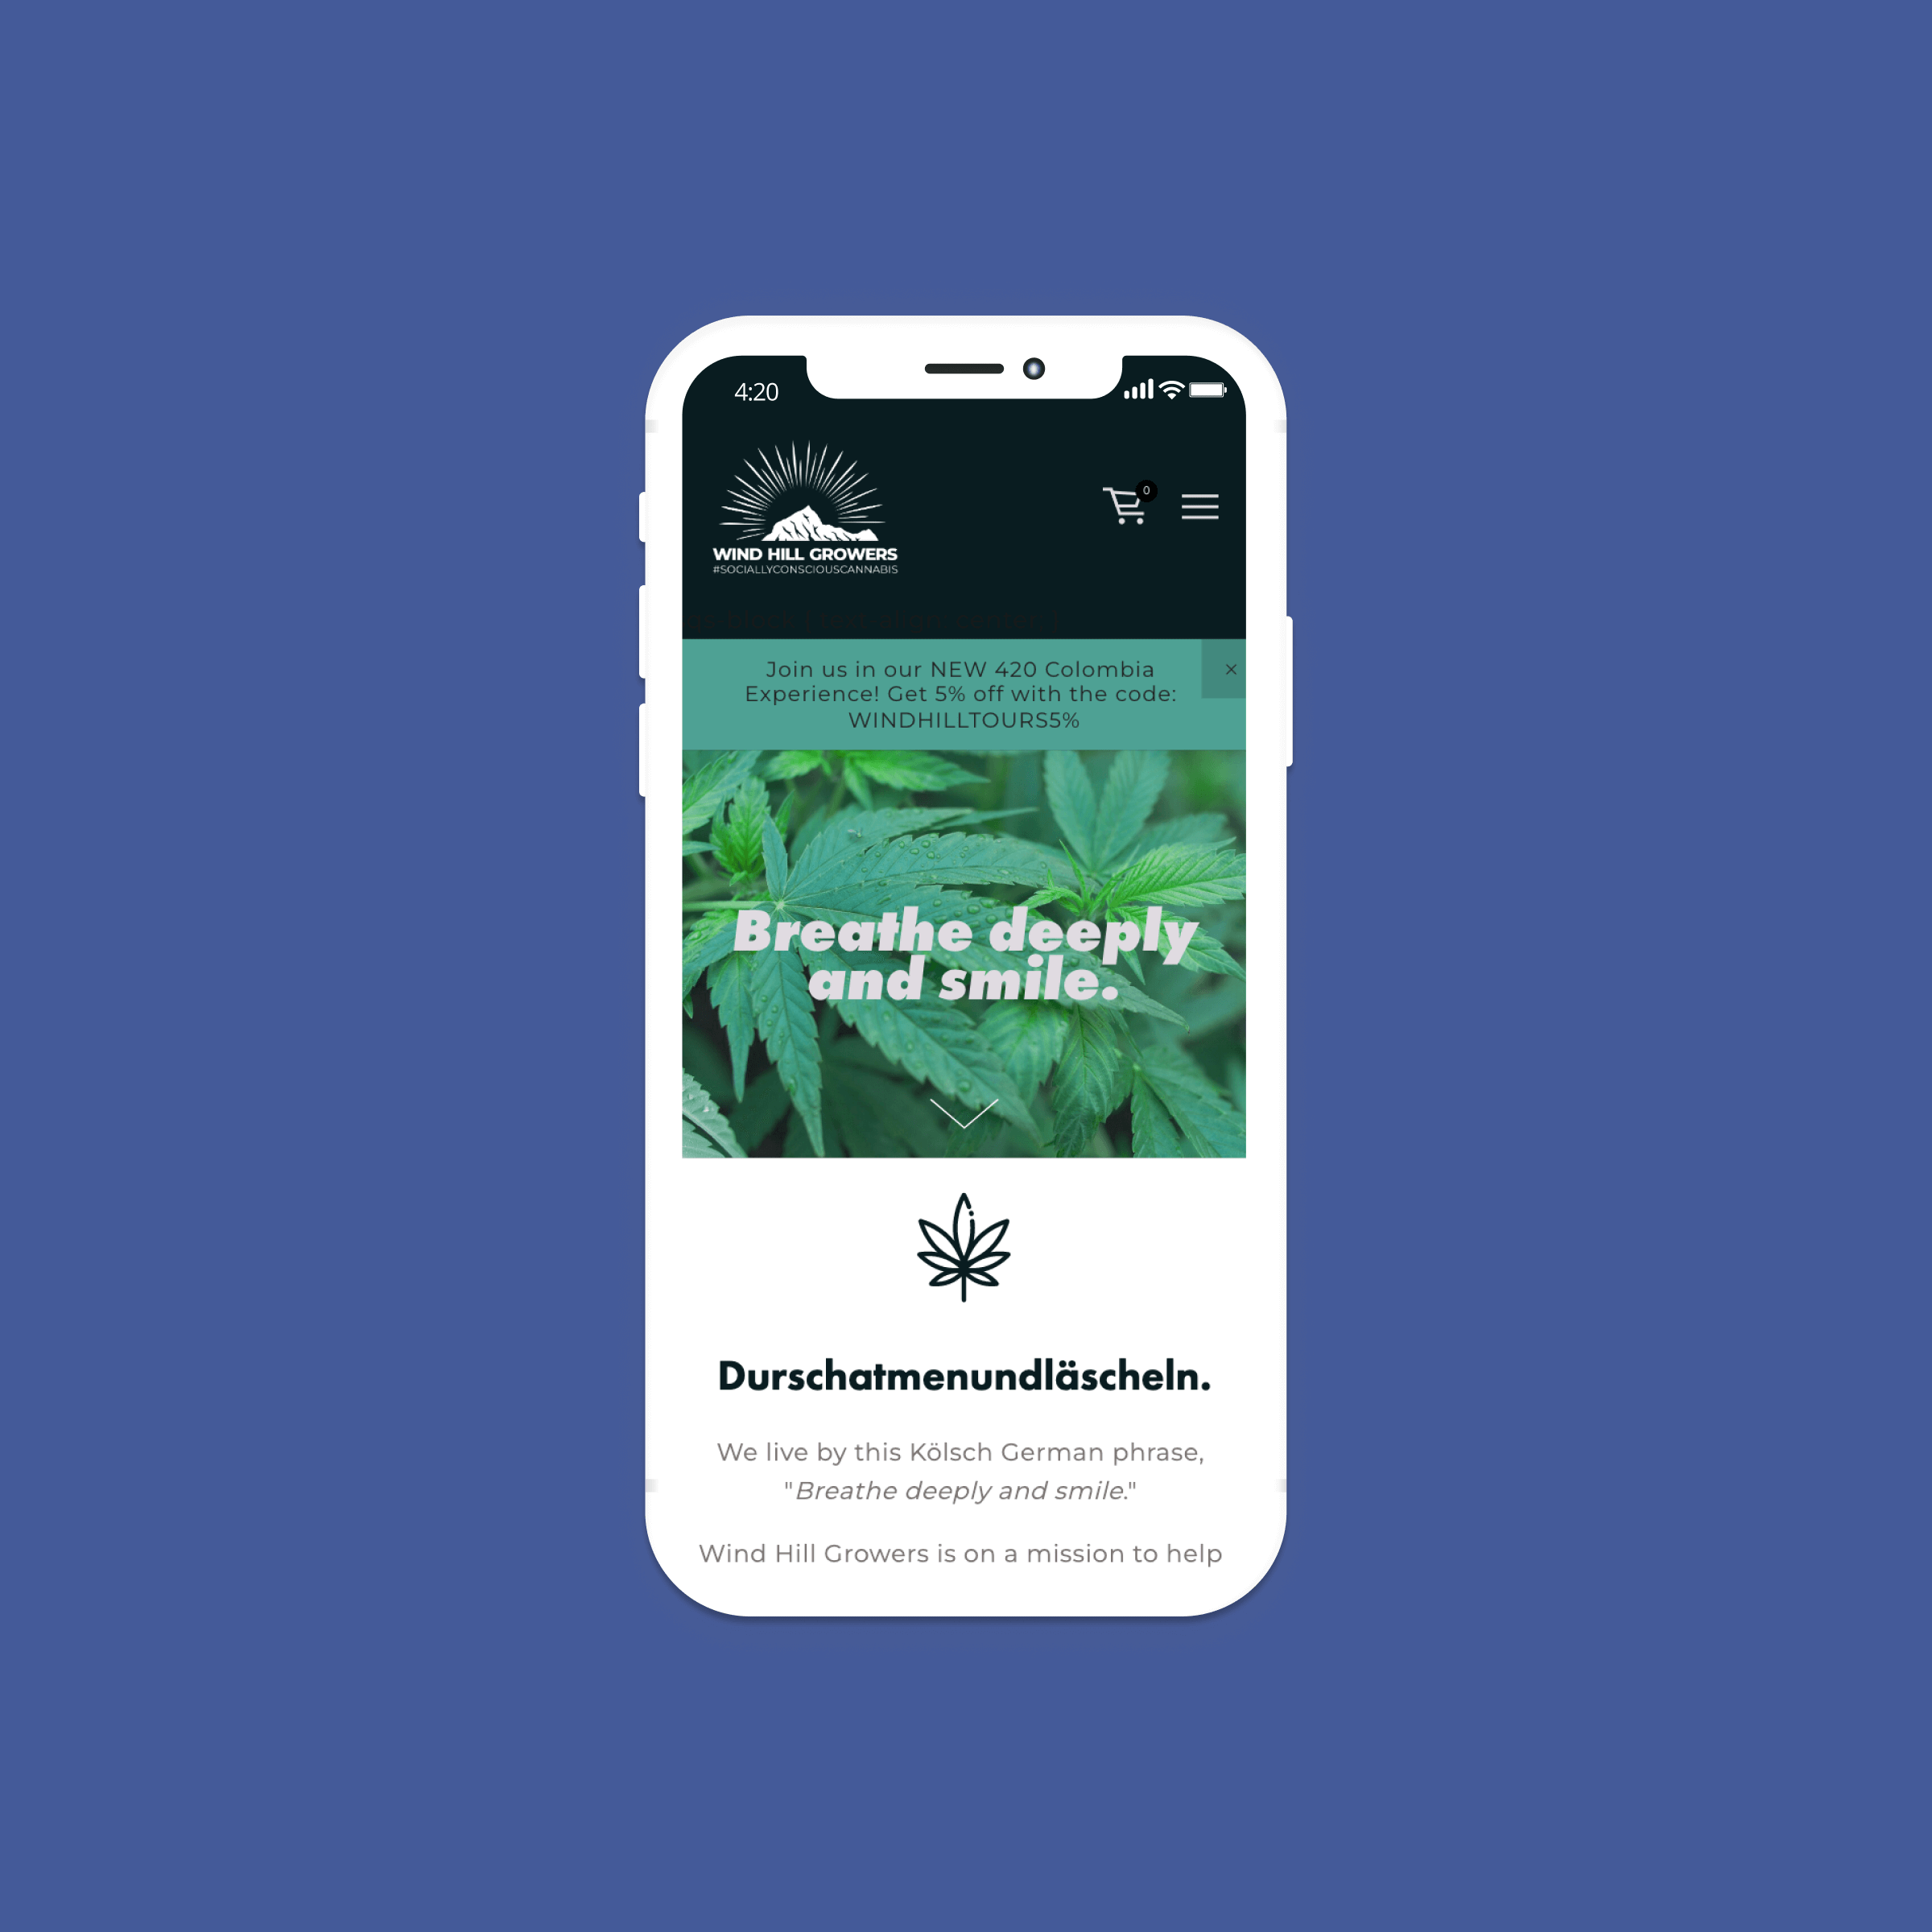 4:20
0
WIND HILL GROWERS
#SOCIALLYCONSCIOUSCANNABIS
Join us in our NEW 420 Colombia
Experience! Get 5% off with the code:
WINDHILLTOURS5%
×
Breathe deeply
and smile.
Durschatmenundläscheln.
We live by this Kölsch German phrase,
"Breathe deeply and smile."
Wind Hill Growers is on a mission to help